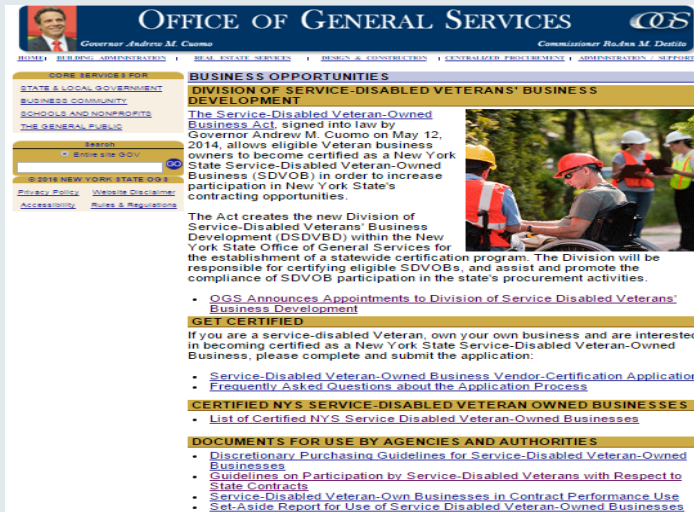 OFFICE OF GENERAL SERVICES
OGS
Governor Andrew M. Cuomo
Commissioner RoAnn M. Destito
HOME | BUILDING ADMINISTRATION | REAL ESTATE SERVICES | DESIGN & CONSTRUCTION | CENTRALIZED PROCUREMENT | ADMINISTRATION / SUPPORT
CORE SERVICES FOR
STATE & LOCAL GOVERNMENT
BUSINESS COMMUNITY
SCHOOLS AND NONPROFITS
THE GENERAL PUBLIC
Search
Entire site GOV
GO
© 2016 NEW YORK STATE OGS
Privacy Policy Website Disclaimer
Accessibility Rules & Regulations
BUSINESS OPPORTUNITIES
DIVISION OF SERVICE-DISABLED VETERANS' BUSINESS
DEVELOPMENT
The Service-Disabled Veteran-Owned
Business Act, signed into law by
Governor Andrew M. Cuomo on May 12,
2014, allows eligible Veteran business
owners to become certified as a New York
State Service-Disabled Veteran-Owned
Business (SDVOB) in order to increase
participation in New York State's
contracting opportunities.
The Act creates the new Division of
Service-Disabled Veterans' Business
Development (DSDVBD) within the New
York State Office of General Services for
the establishment of a statewide certification program. The Division will be
responsible for certifying eligible SDVOBs, and assist and promote the
compliance of SDVOB participation in the state's procurement activities.
• OGS Announces Appointments to Division of Service Disabled Veterans'
Business Development
GET CERTIFIED
If you are a service-disabled Veteran, own your own business and are interested
in becoming certified as a New York State Service-Disabled Veteran-Owned
Business, please complete and submit the application:
• Service-Disabled Veteran-Owned Business Vendor-Certification Application
• Frequently Asked Questions about the Application Process
CERTIFIED NYS SERVICE-DISABLED VETERAN OWNED BUSINESSES
• List of Certified NYS Service Disabled Veteran-Owned Businesses
DOCUMENTS FOR USE BY AGENCIES AND AUTHORITIES
• Discretionary Purchasing Guidelines for Service-Disabled Veteran-Owned
Businesses
• Guidelines on Participation by Service-Disabled Veterans with Respect to
State Contracts
• Service-Disabled Veteran-Own Businesses in Contract Performance Use
• Set-Aside Report for Use of Service Disabled Veteran-Owned Businesses